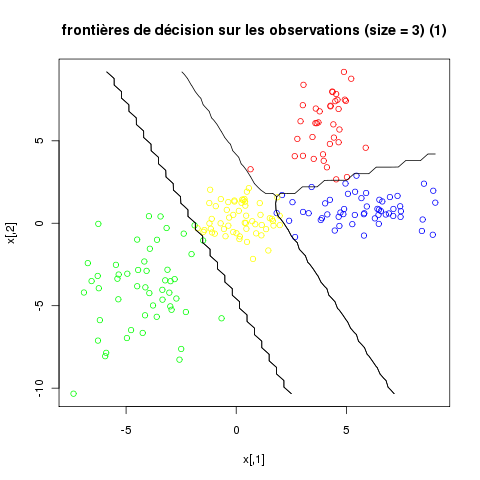 frontières de décision sur les observations (size = 3) (1)
x[,2]
5
0
-5
-10
-5
0
5
x[,1]